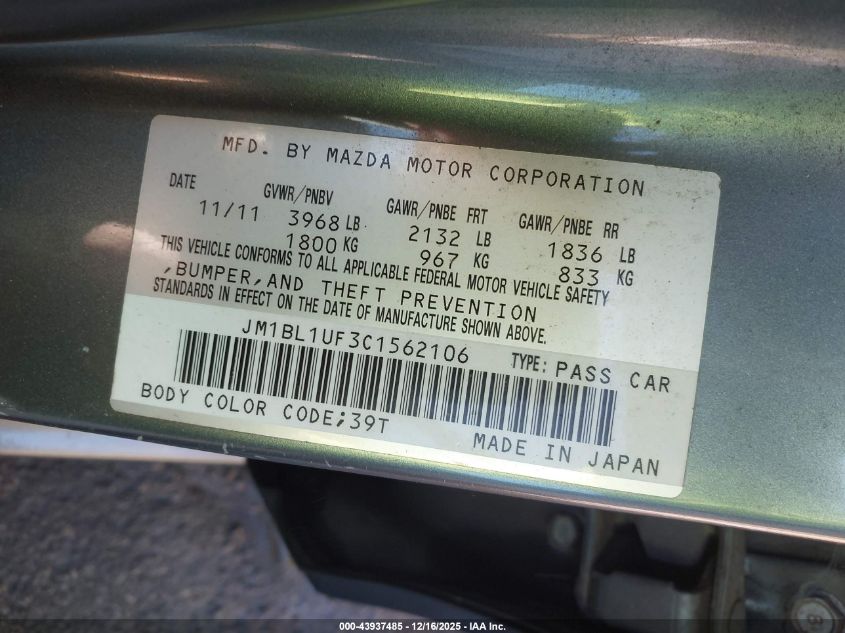 MFD. BY MAZDA MOTOR CORPORATION
DATE GVWR/PNBV GAWR/PNBE FRT GAWR/PNBE RR
11/11 3968 LB 2132 LB 1836 LB
1800 KG 967 KG 833 KG
THIS VEHICLE CONFORMS TO ALL APPLICABLE FEDERAL MOTOR VEHICLE SAFETY
,BUMPER,AND THEFT PREVENTION
STANDARDS IN EFFECT ON THE DATE OF MANUFACTURE SHOWN ABOVE.
JM1BL1UF3C1562106 TYPE: PASS CAR
BODY COLOR CODE;39T
MADE IN JAPAN
000-43937485 - 12/16/2025 - IAA Inc.